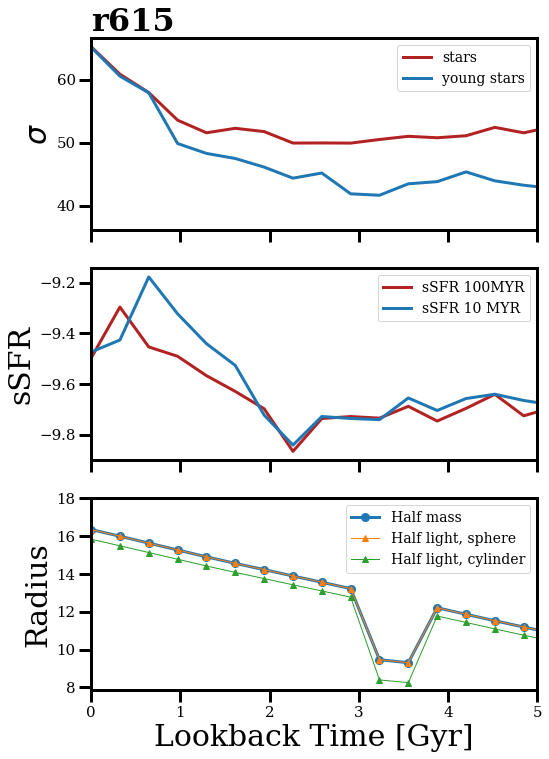 r615
σ
60
50
40
stars
young stars
sSFR
−9.2
−9.4
−9.6
−9.8
sSFR 100MYR
sSFR 10 MYR
Radius
18
16
14
12
10
8
Half mass
Half light, sphere
Half light, cylinder
0 1 2 3 4 5
Lookback Time [Gyr]